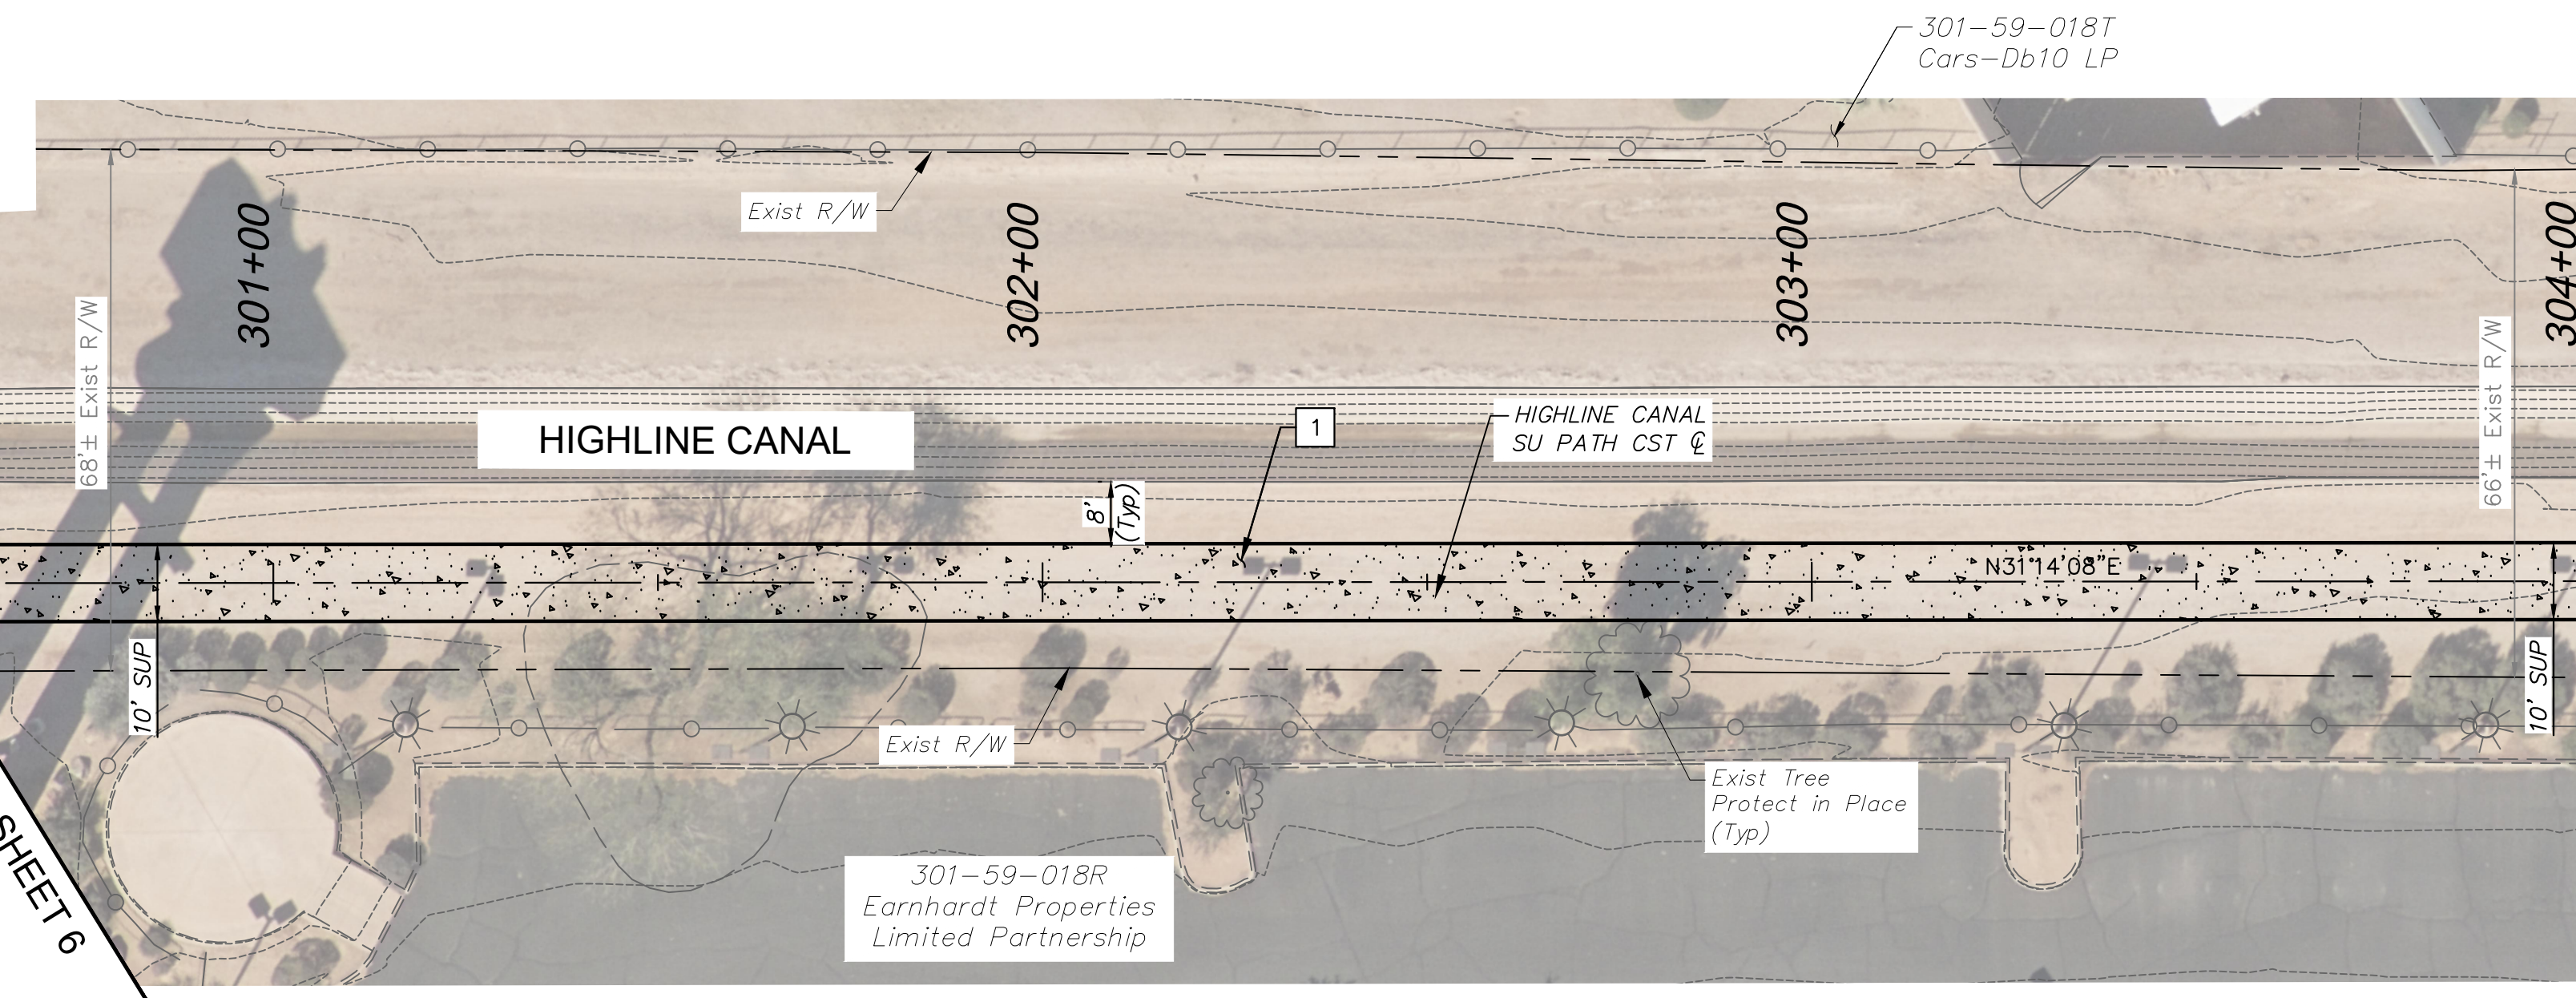 301-59-018T
Cars-Db10 LP
Exist R/W
301+00
302+00
303+00
304+00
68'± Exist R/W
66'± Exist R/W
HIGHLINE CANAL
1
HIGHLINE CANAL
SU PATH CST ℄
8'
(Typ)
N31°14'08"E
10' SUP
10' SUP
Exist R/W
Exist Tree
Protect in Place
(Typ)
301-59-018R
Earnhardt Properties
Limited Partnership
SHEET 6